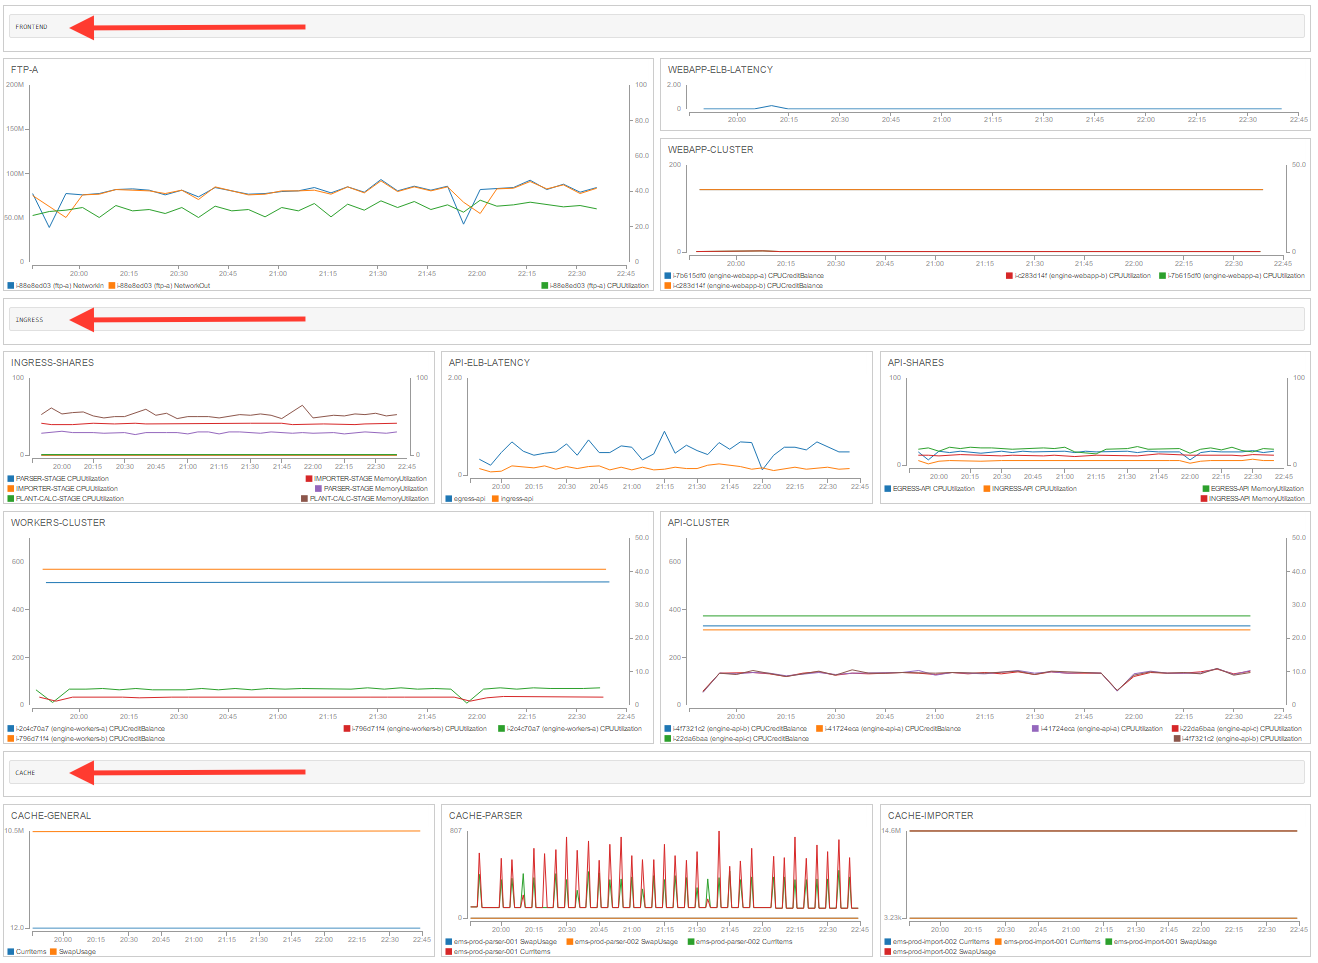 FRONTEND
FTP-A
200M
150M
100M
50.0M
0
100
80.0
60.0
40.0
20.0
0
20:00 20:15 20:30 20:45 21:00 21:15 21:30 21:45 22:00 22:15 22:30 22:45
i-88e8ed03 (ftp-a) NetworkIn i-88e8ed03 (ftp-a) NetworkOut i-88e8ed03 (ftp-a) CPUUtilization
WEBAPP-ELB-LATENCY
2.00
0
20:00 20:15 20:30 20:45 21:00 21:15 21:30 21:45 22:00 22:15 22:30 22:45
WEBAPP-CLUSTER
200
0
50.0
0
20:00 20:15 20:30 20:45 21:00 21:15 21:30 21:45 22:00 22:15 22:30 22:45
i-7b615df0 (engine-webapp-a) CPUCreditBalance i-c283d14f (engine-webapp-b) CPUUtilization i-7b615df0 (engine-webapp-a) CPUUtilization
i-c283d14f (engine-webapp-b) CPUCreditBalance
INGRESS
INGRESS-SHARES
100
0
100
0
20:00 20:15 20:30 20:45 21:00 21:15 21:30 21:45 22:00 22:15 22:30 22:45
PARSER-STAGE CPUUtilization IMPORTER-STAGE MemoryUtilization
IMPORTER-STAGE CPUUtilization PARSER-STAGE MemoryUtilization
PLANT-CALC-STAGE CPUUtilization PLANT-CALC-STAGE MemoryUtilization
API-ELB-LATENCY
2.00
0
20:00 20:15 20:30 20:45 21:00 21:15 21:30 21:45 22:00 22:15 22:30 22:45
egress-api ingress-api
API-SHARES
100
0
100
0
20:00 20:15 20:30 20:45 21:00 21:15 21:30 21:45 22:00 22:15 22:30 22:45
EGRESS-API CPUUtilization INGRESS-API CPUUtilization EGRESS-API MemoryUtilization
INGRESS-API MemoryUtilization
WORKERS-CLUSTER
600
400
200
0
50.0
40.0
30.0
20.0
10.0
0
20:00 20:15 20:30 20:45 21:00 21:15 21:30 21:45 22:00 22:15 22:30 22:45
i-2c4c70a7 (engine-workers-a) CPUCreditBalance i-796d71f4 (engine-workers-b) CPUUtilization i-2c4c70a7 (engine-workers-a) CPUUtilization
i-796d71f4 (engine-workers-b) CPUCreditBalance
API-CLUSTER
600
400
200
0
50.0
40.0
30.0
20.0
10.0
0
20:00 20:15 20:30 20:45 21:00 21:15 21:30 21:45 22:00 22:15 22:30 22:45
i-4f7321c2 (engine-api-b) CPUCreditBalance i-41724eca (engine-api-a) CPUCreditBalance i-41724eca (engine-api-a) CPUUtilization i-22da6baa (engine-api-c) CPUUtilization
i-22da6baa (engine-api-c) CPUCreditBalance i-4f7321c2 (engine-api-b) CPUUtilization
CACHE
CACHE-GENERAL
10.5M
12.0
20:00 20:15 20:30 20:45 21:00 21:15 21:30 21:45 22:00 22:15 22:30 22:45
CurrItems SwapUsage
CACHE-PARSER
807
0
20:00 20:15 20:30 20:45 21:00 21:15 21:30 21:45 22:00 22:15 22:30 22:45
ems-prod-parser-001 SwapUsage ems-prod-parser-002 SwapUsage ems-prod-parser-002 CurrItems
ems-prod-parser-001 CurrItems
CACHE-IMPORTER
14.6M
3.23k
20:00 20:15 20:30 20:45 21:00 21:15 21:30 21:45 22:00 22:15 22:30 22:45
ems-prod-import-002 CurrItems ems-prod-import-001 CurrItems ems-prod-import-001 SwapUsage
ems-prod-import-002 SwapUsage